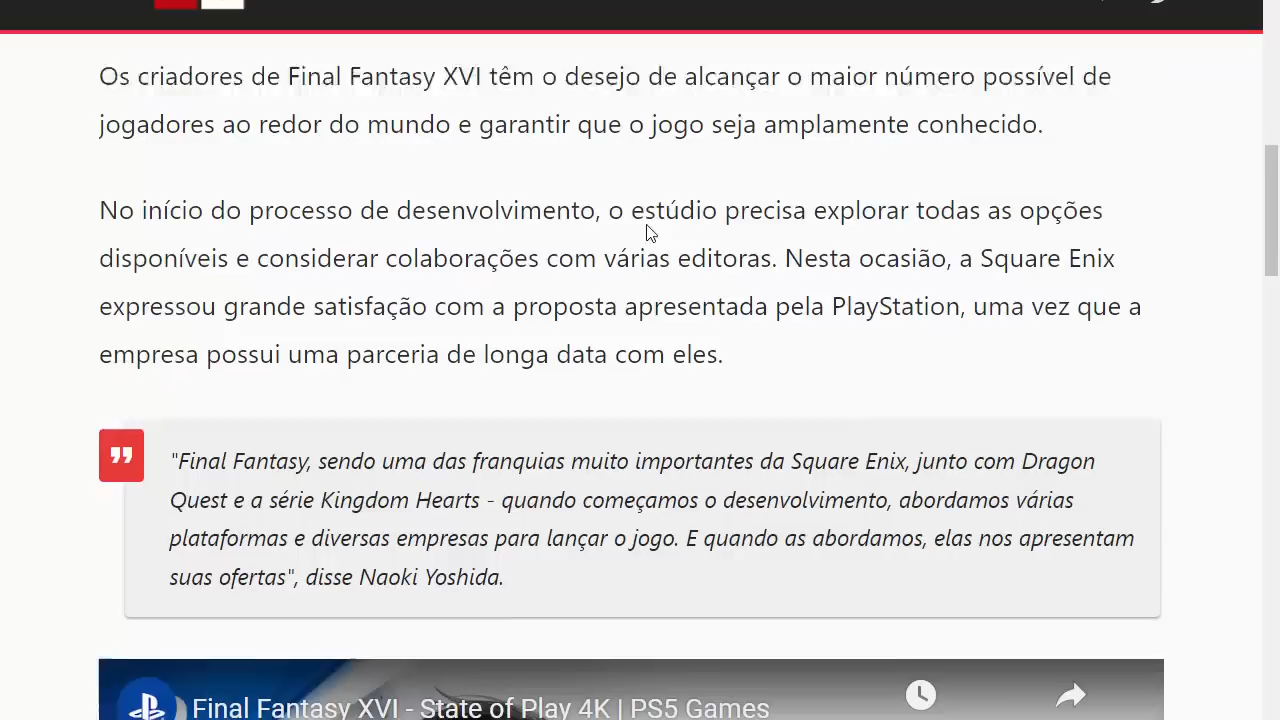 Os criadores de Final Fantasy XVI têm o desejo de alcançar o maior número possível de
jogadores ao redor do mundo e garantir que o jogo seja amplamente conhecido.
No início do processo de desenvolvimento, o estúdio precisa explorar todas as opções
disponíveis e considerar colaborações com várias editoras. Nesta ocasião, a Square Enix
expressou grande satisfação com a proposta apresentada pela PlayStation, uma vez que a
empresa possui uma parceria de longa data com eles.
"Final Fantasy, sendo uma das franquias muito importantes da Square Enix, junto com Dragon
Quest e a série Kingdom Hearts - quando começamos o desenvolvimento, abordamos várias
plataformas e diversas empresas para lançar o jogo. E quando as abordamos, elas nos apresentam
suas ofertas", disse Naoki Yoshida.
Final Fantasy XVI - State of Play 4K | PS5 Games